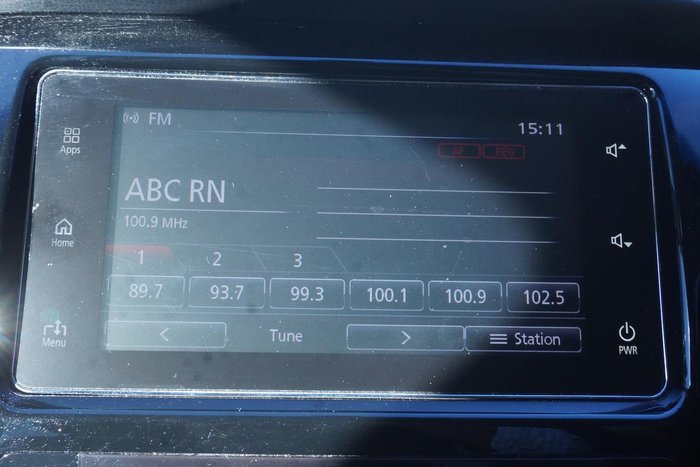 FM
15:11
AF REG
Apps
ABC RN
100.9 MHz
Home
1 2 3
89.7 93.7 99.3 100.1 100.9 102.5
Menu
< Tune > Station
PWR